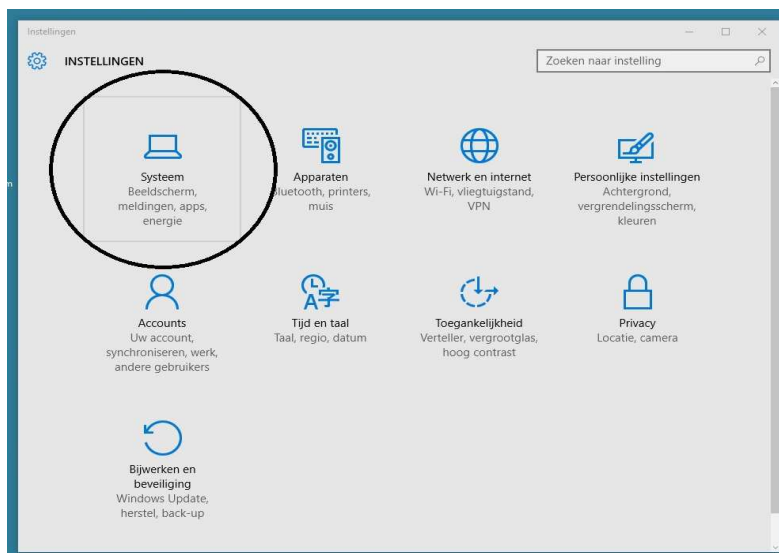 Instellingen
INSTELLINGEN
Zoeken naar instelling
Systeem
Beeldscherm,
meldingen, apps,
energie
Apparaten
luetooth, printers,
muis
Netwerk en internet
Wi-Fi, vliegtuigstand,
VPN
Persoonlijke instellingen
Achtergrond,
vergrendelingsscherm,
kleuren
Accounts
Uw account,
synchroniseren, werk,
andere gebruikers
Tijd en taal
Taal, regio, datum
Toegankelijkheid
Verteller, vergrootglas,
hoog contrast
Privacy
Locatie, camera
Bijwerken en
beveiliging
Windows Update,
herstel, back-up